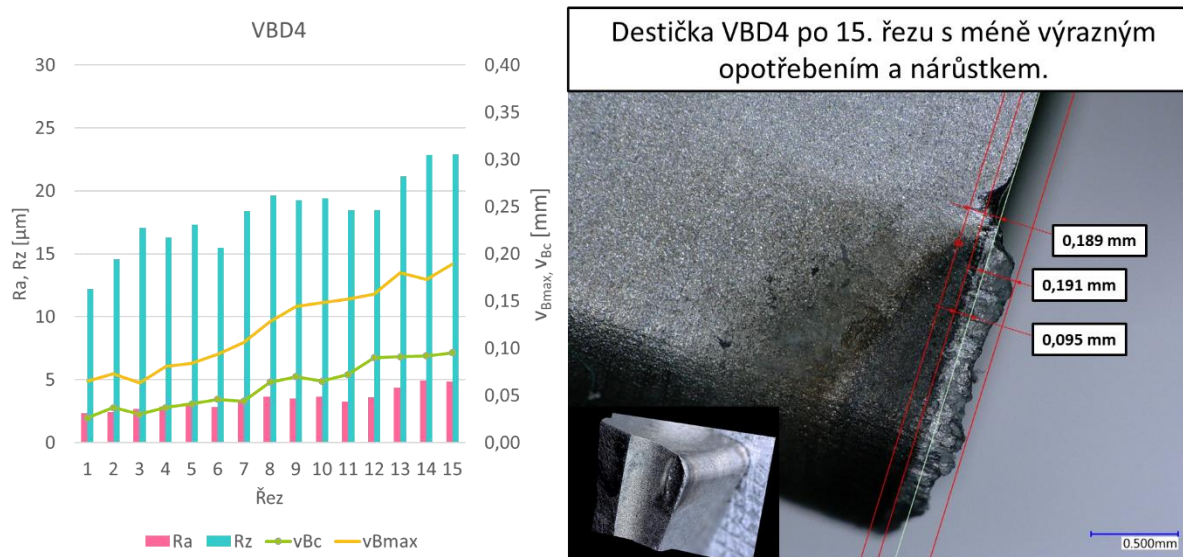 VBD4
30
25
20
15
10
5
0
Ra, Rz [µm]
0,40
0,35
0,30
0,25
0,20
0,15
0,10
0,05
0,00
vBmax, vBc [mm]
1 2 3 4 5 6 7 8 9 10 11 12 13 14 15
Řez
Ra Rz vBc vBmax
Destička VBD4 po 15. řezu s méně výrazným
opotřebením a nárůstkem.
0,189 mm
0,191 mm
0,095 mm
0.500mm